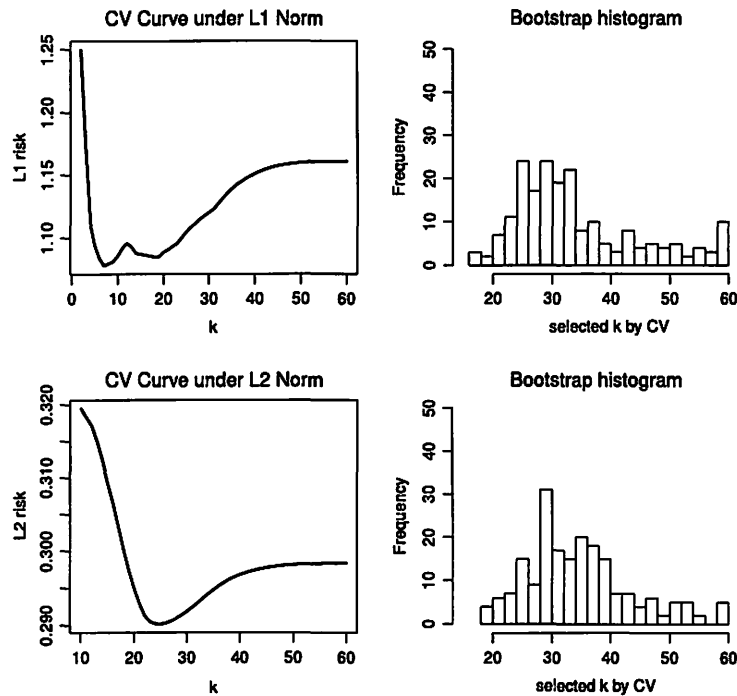 CV Curve under L1 Norm
L1 risk
1.25
1.20
1.15
1.10
0 10 20 30 40 50 60
k
Bootstrap histogram
Frequency
50
40
30
20
10
0
20 30 40 50 60
selected k by CV
CV Curve under L2 Norm
L2 risk
0.320
0.310
0.300
0.290
10 20 30 40 50 60
k
Bootstrap histogram
Frequency
50
40
30
20
10
0
20 30 40 50 60
selected k by CV